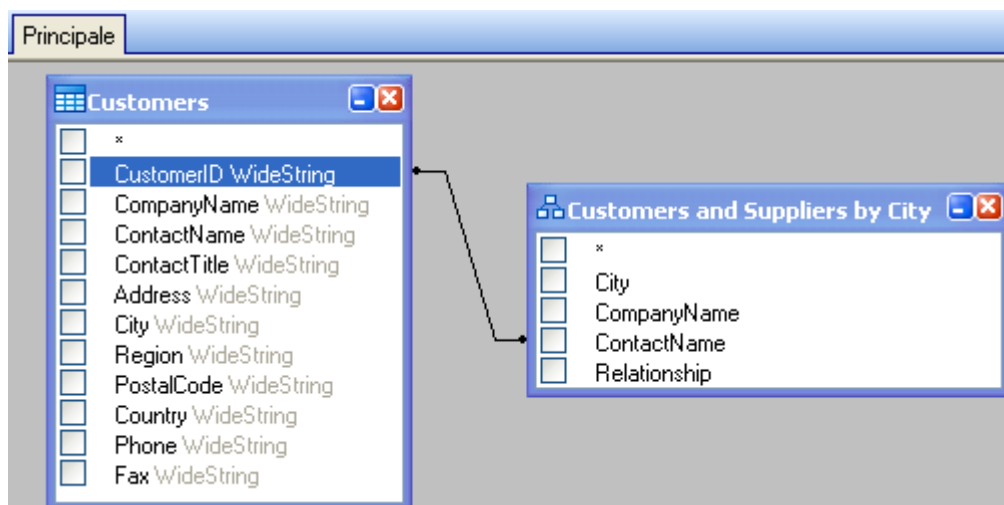 Principale
Customers
*
CustomerID WideString
CompanyName WideString
ContactName WideString
ContactTitle WideString
Address WideString
City WideString
Region WideString
PostalCode WideString
Country WideString
Phone WideString
Fax WideString
Customers and Suppliers by City
*
City
CompanyName
ContactName
Relationship